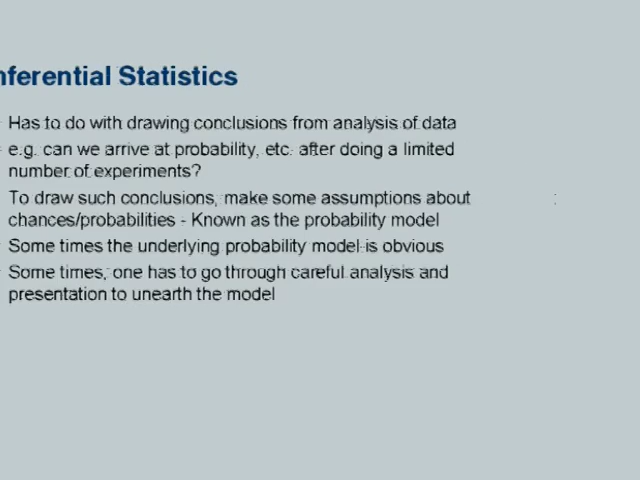 nferential Statistics
Has to do with drawing conclusions from analysis of data
e.g. can we arrive at probability, etc. after doing a limited
number of experiments?
To draw such conclusions, make some assumptions about
chances/probabilities - Known as the probability model
Some times the underlying probability model is obvious
Some times, one has to go through careful analysis and
presentation to unearth the model